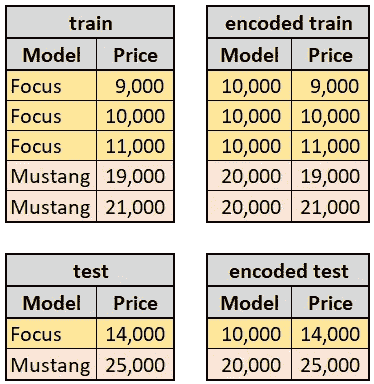 train
Model Price
Focus 9,000
Focus 10,000
Focus 11,000
Mustang 19,000
Mustang 21,000
encoded train
Model Price
10,000 9,000
10,000 10,000
10,000 11,000
20,000 19,000
20,000 21,000
test
Model Price
Focus 14,000
Mustang 25,000
encoded test
Model Price
10,000 14,000
20,000 25,000